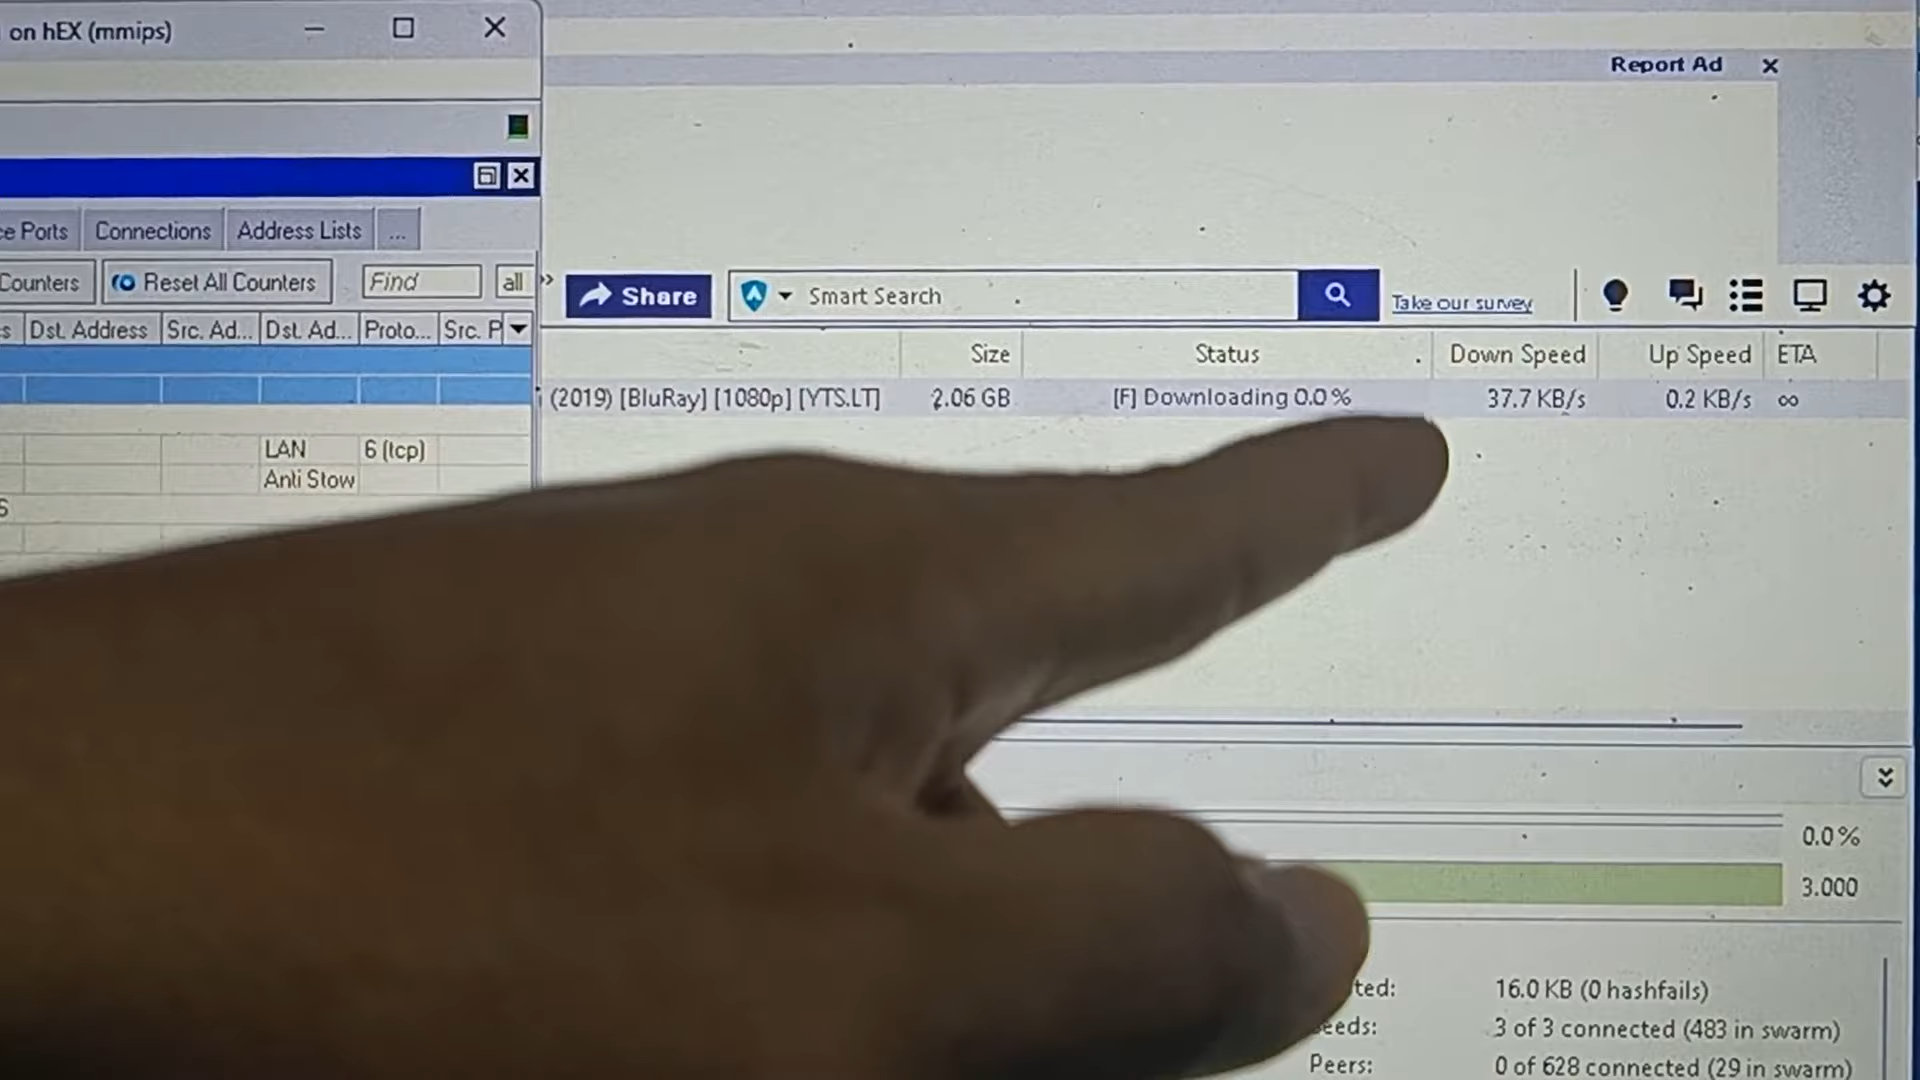 on hEX (mmips)
Report Ad
ce Ports Connections Address Lists ...
Counters Reset All Counters Find all
Share Smart Search Take our survey
s Dst. Address Src. Ad... Dst. Ad... Proto... Src. P
Size Status Down Speed Up Speed ETA
(2019) [BluRay] [1080p] [YTS.LT] 2.06 GB [F] Downloading 0.0 % 37.7 KB/s 0.2 KB/s ∞
LAN 6 (tcp)
Anti Stow
0.0 %
3.000
ted: 16.0 KB (0 hashfails)
eeds: 3 of 3 connected (483 in swarm)
Peers: 0 of 628 connected (29 in swarm)